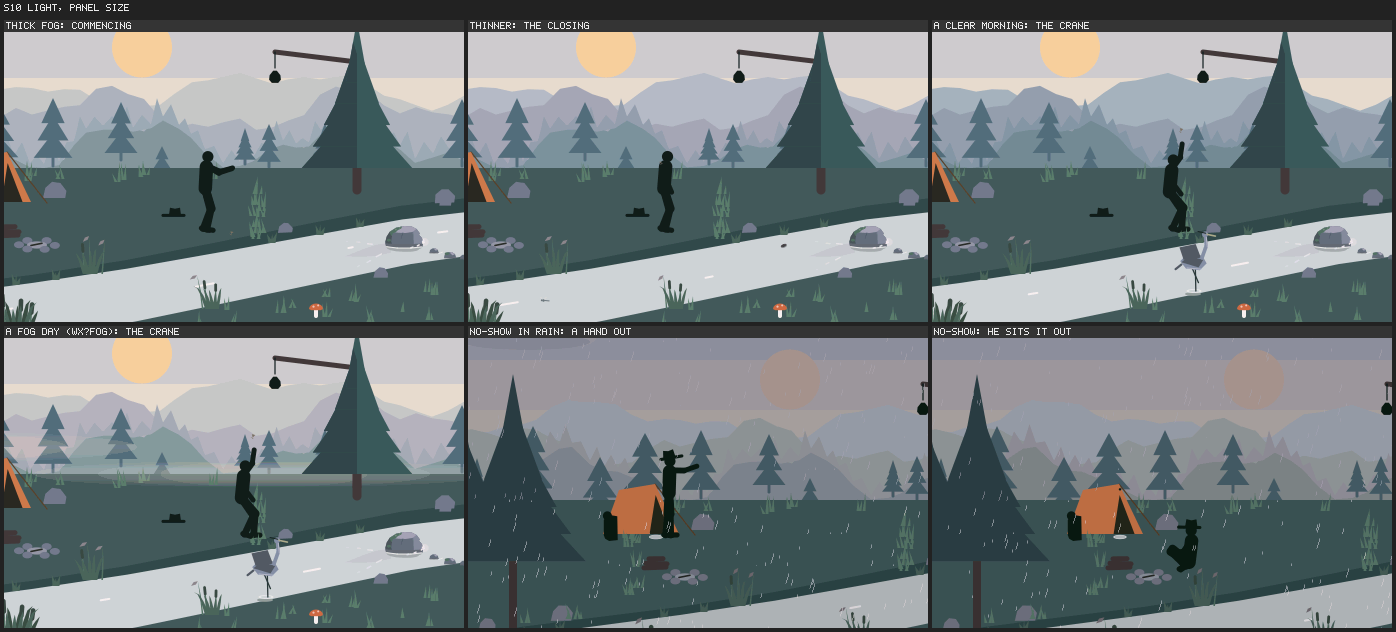 S10 LIGHT, PANEL SIZE
THICK FOG: COMMENCING
THINNER: THE CLOSING
A CLEAR MORNING: THE CRANE
A FOG DAY (WX?FOG): THE CRANE
NO-SHOW IN RAIN: A HAND OUT
NO-SHOW: HE SITS IT OUT